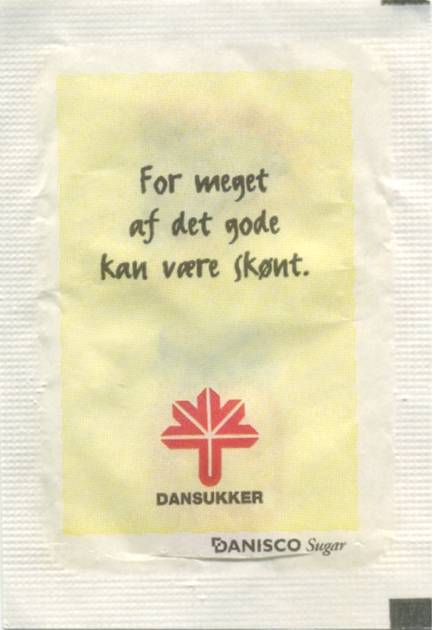 For meget
af det gode
kan være skønt.
DANSUKKER
DANISCO Sugar